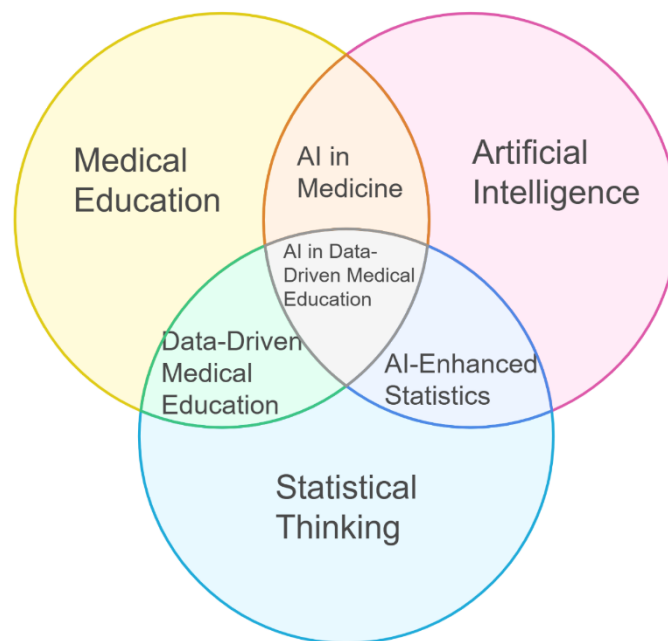 Medical
Education
AI in
Medicine
Artificial
Intelligence
AI in Data-
Driven Medical
Education
Data-Driven
Medical
Education
AI-Enhanced
Statistics
Statistical
Thinking